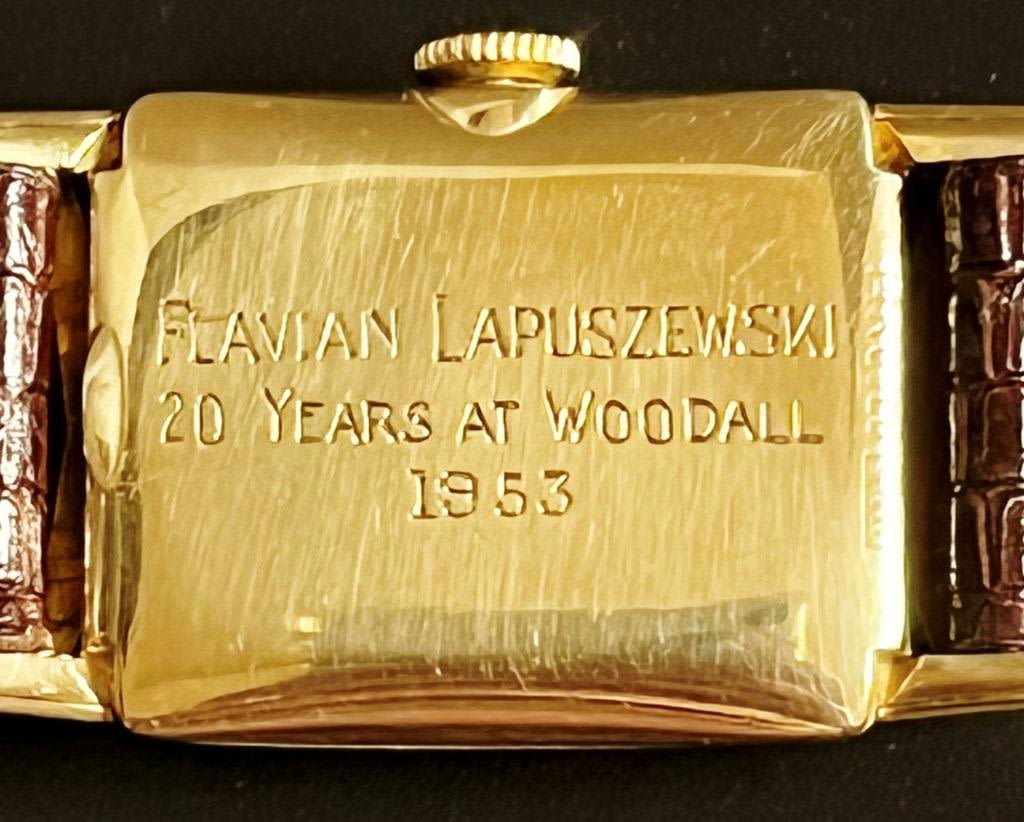 FLAVIAN LAPUSZEWSKI
20 YEARS AT WOODALL
1953